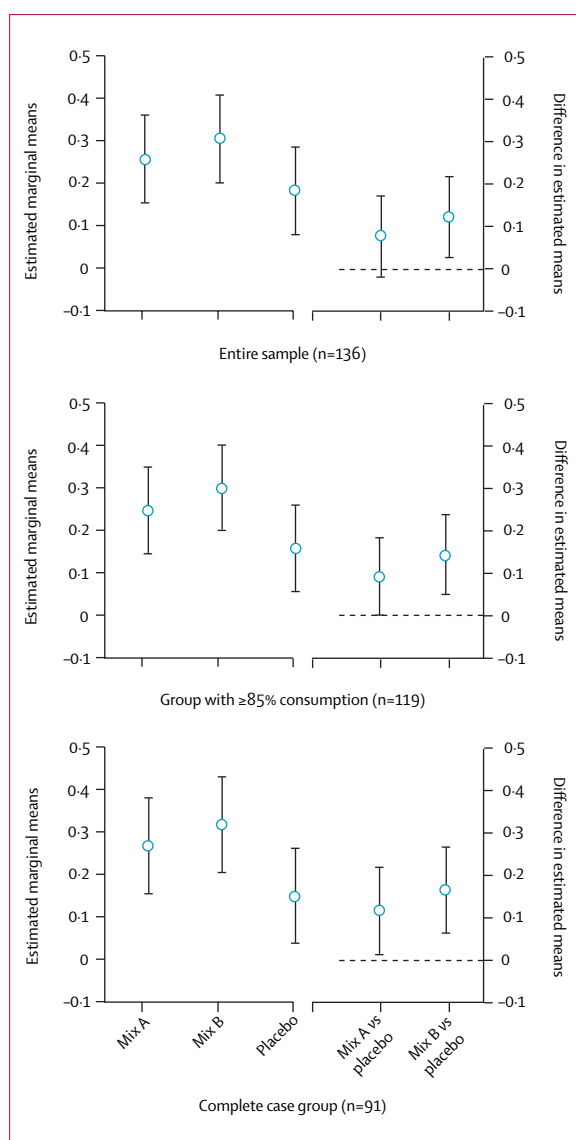 0·5
0·4
0·3
0·2
0·1
0
–0·1
Estimated marginal means
0·5
0·4
0·3
0·2
0·1
0
–0·1
Difference in estimated means
Entire sample (n=136)
0·5
0·4
0·3
0·2
0·1
0
–0·1
Estimated marginal means
0·5
0·4
0·3
0·2
0·1
0
–0·1
Difference in estimated means
Group with ≥85% consumption (n=119)
0·5
0·4
0·3
0·2
0·1
0
–0·1
Estimated marginal means
0·5
0·4
0·3
0·2
0·1
0
–0·1
Difference in estimated means
Mix A
Mix B
Placebo
Mix A vs
placebo
Mix B vs
placebo
Complete case group (n=91)